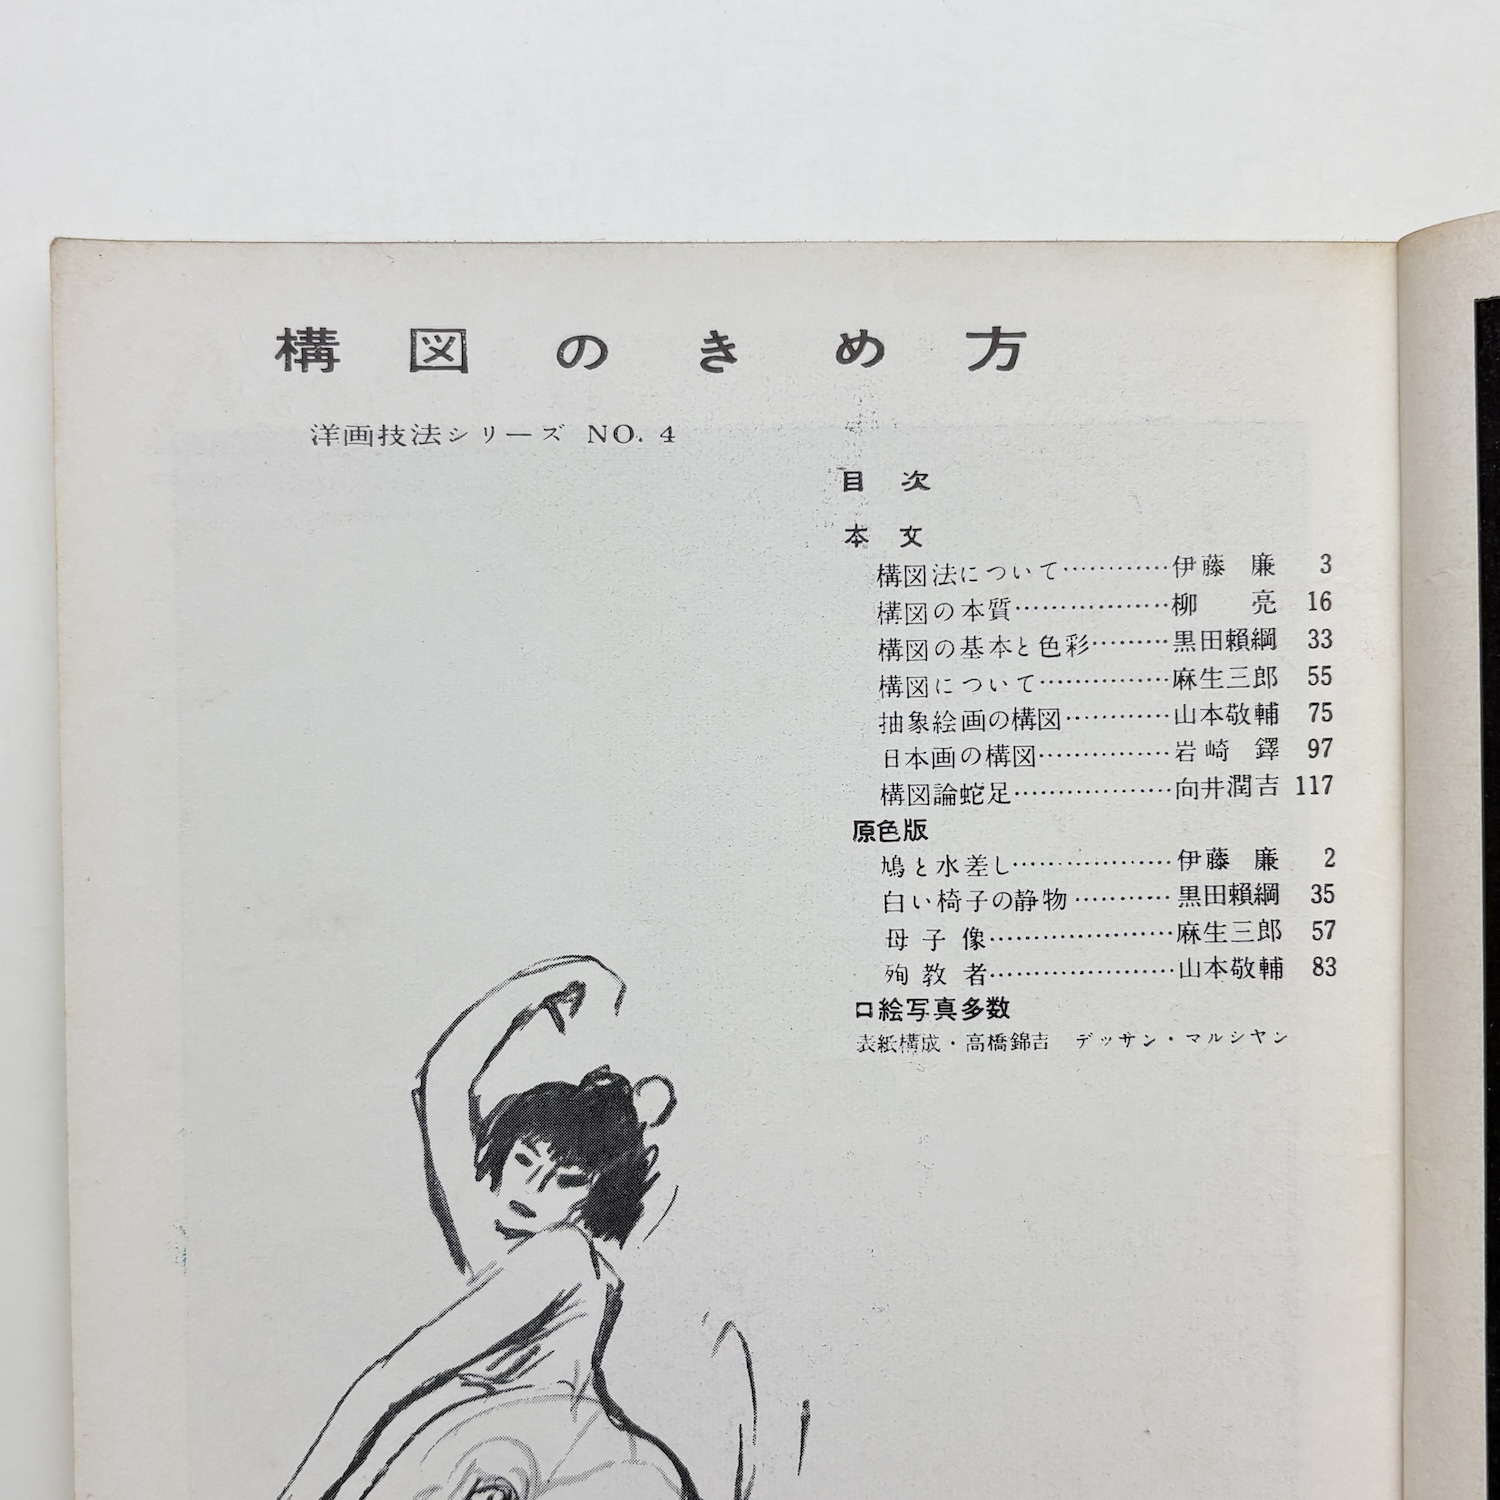 構図のきめ方
洋画技法シリーズ NO. 4
目次
本文
構図法について…………伊藤 廉 3
構図の本質………………柳 亮 16
構図の基本と色彩………黒田頼綱 33
構図について……………麻生三郎 55
抽象絵画の構図…………山本敬輔 75
日本画の構図……………岩崎 鐸 97
構図論蛇足………………向井潤吉 117
原色版
鳩と水差し………………伊藤 廉 2
白い椅子の静物…………黒田頼綱 35
母子像……………………麻生三郎 57
殉教者……………………山本敬輔 83
口絵写真多数
表紙構成・高橋錦吉 デッサン・マルシヤン